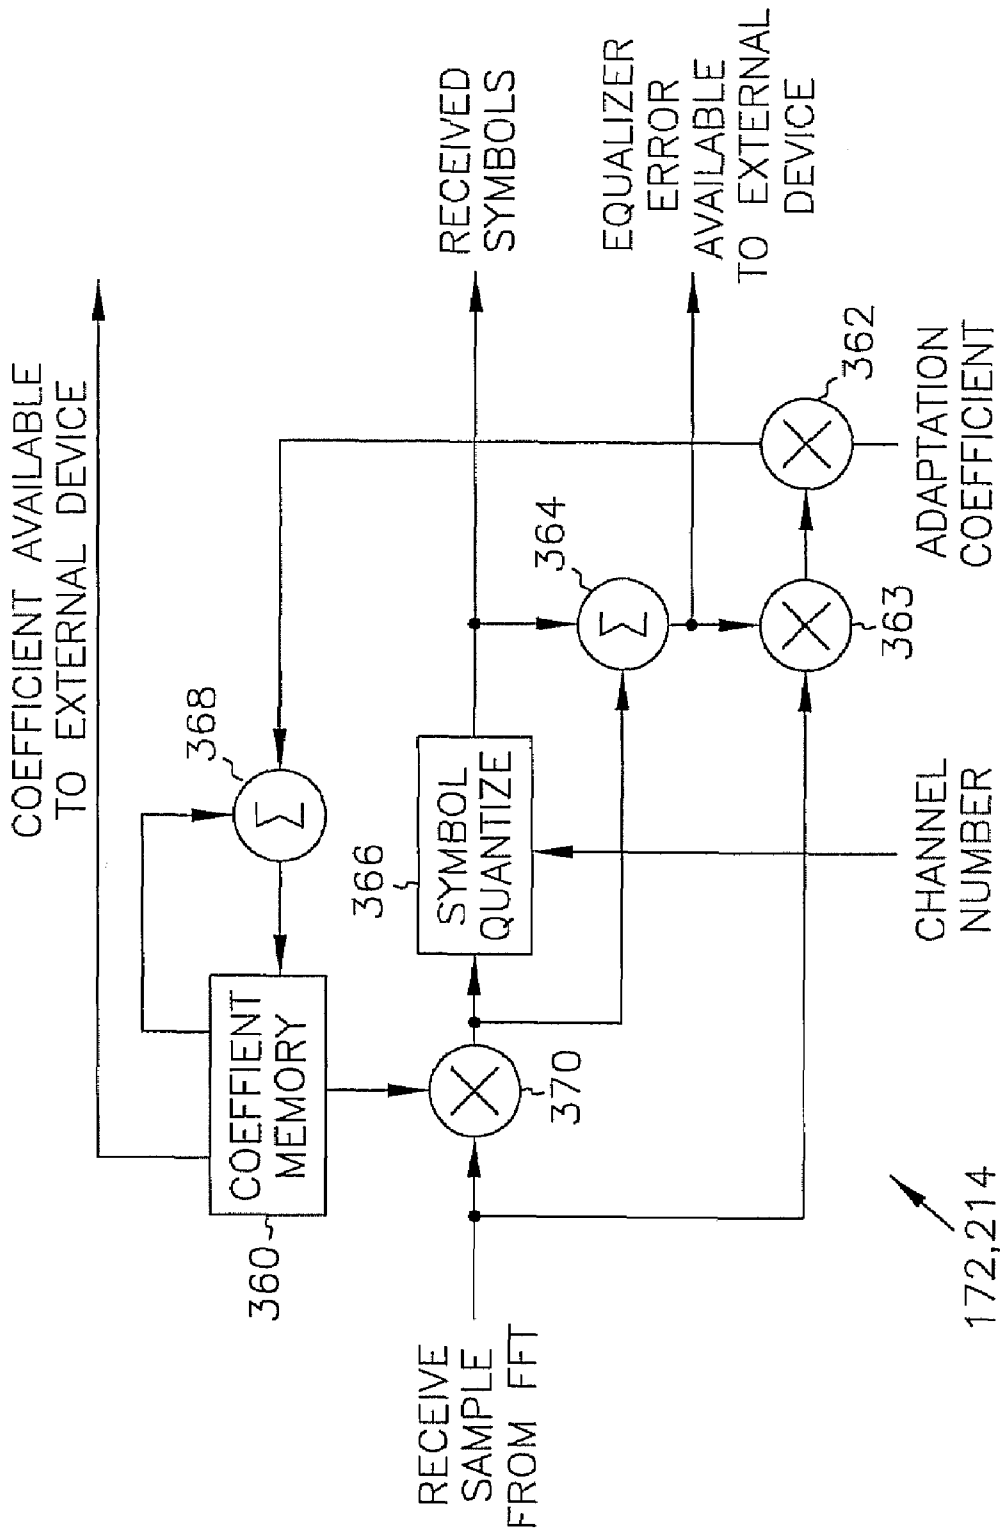 COEFFICIENT AVAILABLE
TO EXTERNAL DEVICE
360
COEFFIENT
MEMORY
368
Σ
RECEIVE
SAMPLE
FROM FFT
370
366
SYMBOL
QUANTIZE
RECEIVED
SYMBOLS
364
Σ
EQUALIZER
ERROR
AVAILABLE
TO EXTERNAL
DEVICE
363
362
CHANNEL
NUMBER
ADAPTATION
COEFFICIENT
172,214